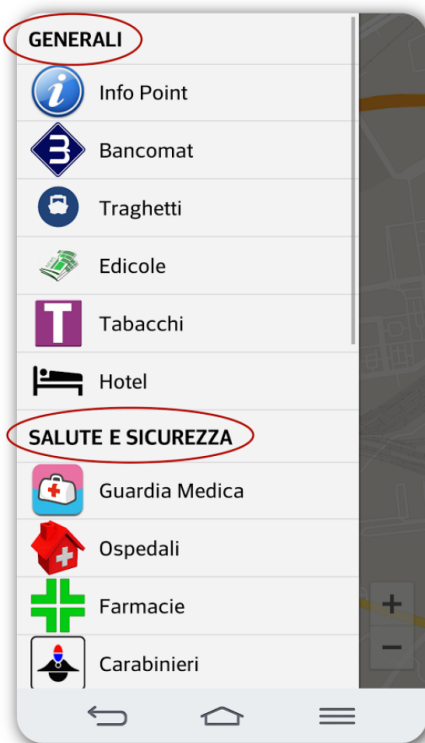 GENERALI
Info Point
Bancomat
Traghetti
Edicole
T Tabacchi
Hotel
SALUTE E SICUREZZA
Guardia Medica
Ospedali
Farmacie
Carabinieri